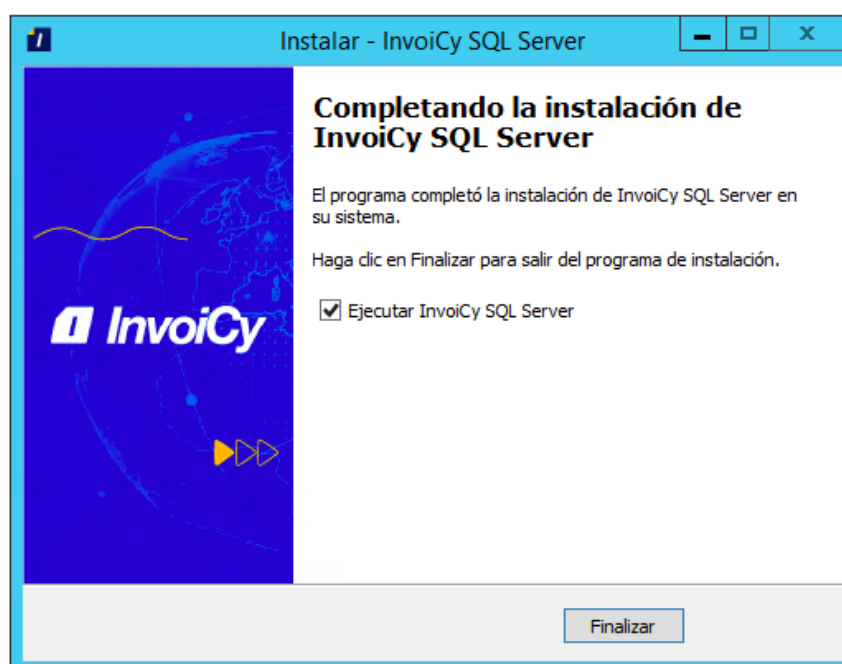 Instalar - InvoiCy SQL Server
Completando la instalación de
InvoiCy SQL Server
El programa completó la instalación de InvoiCy SQL Server en
su sistema.
Haga clic en Finalizar para salir del programa de instalación.
Ejecutar InvoiCy SQL Server
InvoiCy
Finalizar